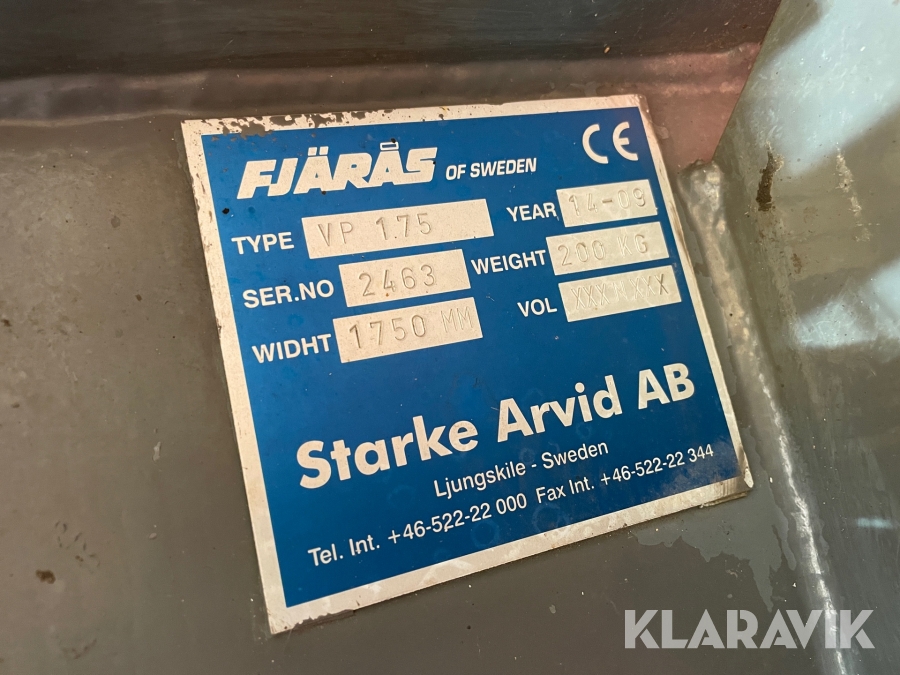 FJÄRÅS OF SWEDEN CE
TYPE VP 1.75 YEAR 14-09
SER.NO 2463 WEIGHT 200 KG
WIDHT 1750 MM VOL XXX
Starke Arvid AB
Ljungskile - Sweden
Tel. Int. +46-522-22 000 Fax Int. +46-522-22 344
KLARAVIK